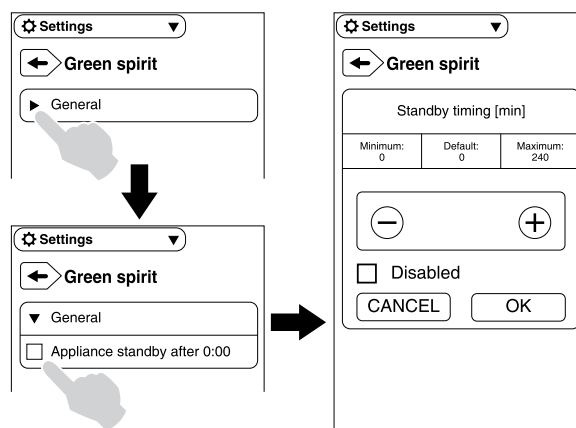 Settings
Green spirit
General
Settings
Green spirit
General
Appliance standby after 0:00
Settings
Green spirit
Standby timing [min]
Minimum: Default: Maximum:
0 0 240
Disabled
CANCEL OK